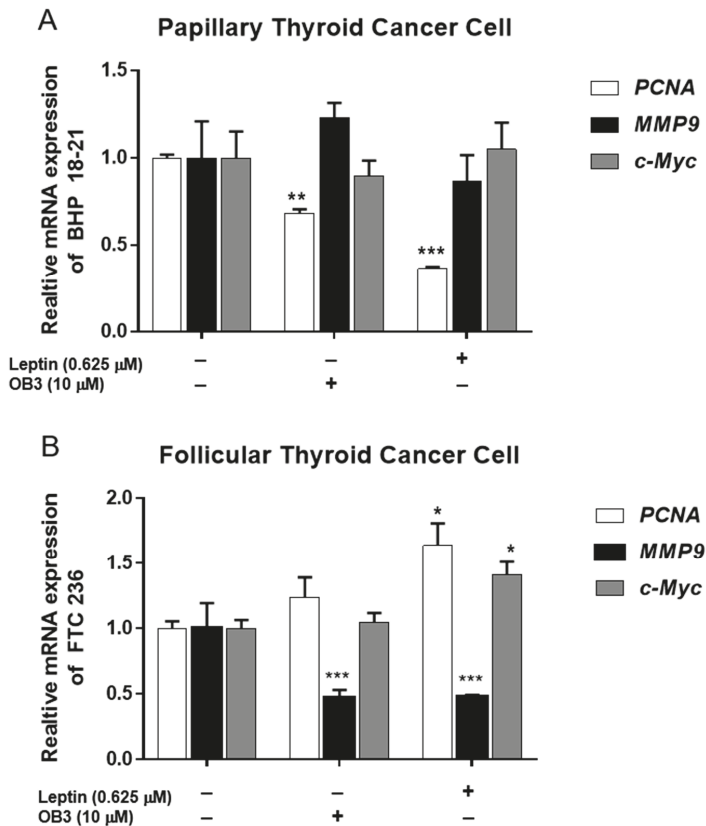 A
Papillary Thyroid Cancer Cell
Realtive mRNA expression
of BHP 18-21
1.5
1.0
0.5
0.0
**
***
PCNA
MMP9
c-Myc
Leptin (0.625 µM) – – +
OB3 (10 µM) – + –
B
Follicular Thyroid Cancer Cell
Realtive mRNA expression
of FTC 236
2.0
1.5
1.0
0.5
0.0
***
*
***
*
PCNA
MMP9
c-Myc
Leptin (0.625 µM) – – +
OB3 (10 µM) – + –